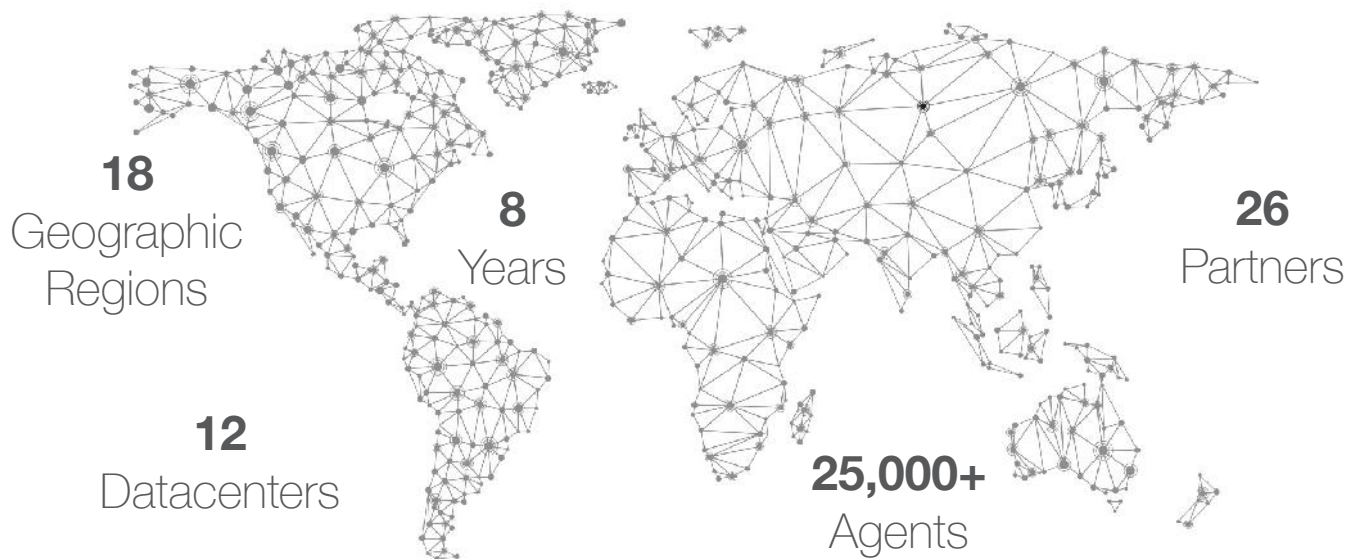 18
Geographic
Regions
8
Years
26
Partners
12
Datacenters
25,000+
Agents